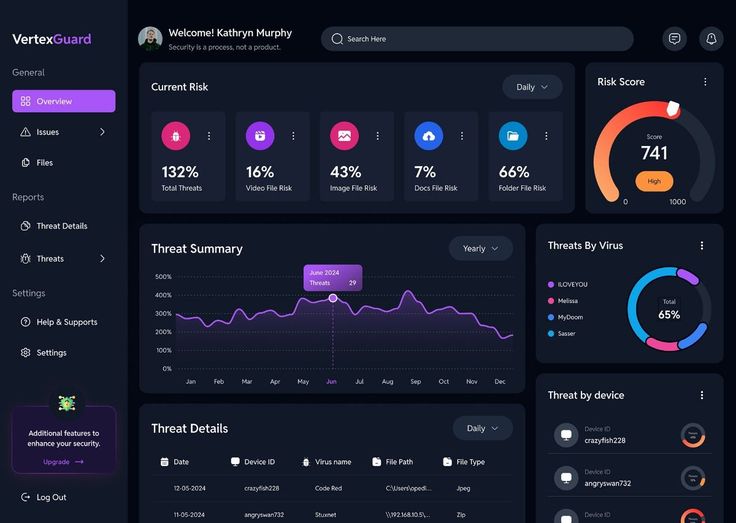 VertexGuard
General
Overview
Issues
Files
Reports
Threat Details
Threats
Settings
Help & Supports
Settings
Additional features to
enhance your security.
Upgrade
Log Out
Welcome! Kathryn Murphy
Security is a process, not a product.
Search Here
Current Risk
Daily
132%
Total Threats
16%
Video File Risk
43%
Image File Risk
7%
Docs File Risk
66%
Folder File Risk
Risk Score
Score
741
High
0 1000
Threat Summary
Yearly
500%
400%
300%
200%
100%
0%
June 2024
Threats 29
Jan Feb Mar Apr May Jun Jul Aug Sep Oct Nov Dec
Threats By Virus
ILOVEYOU
Melissa
MyDoom
Sasser
Total
65%
Threat Details
Daily
Date Device ID Virus name File Path File Type
12-05-2024 crazyfish228 Code Red C:\Users\opedi... Jpeg
11-05-2024 angryswan732 Stuxnet \\192.168.10.5\... Zip
Threat by device
Device ID
crazyfish228
Device ID
angryswan732
Device ID